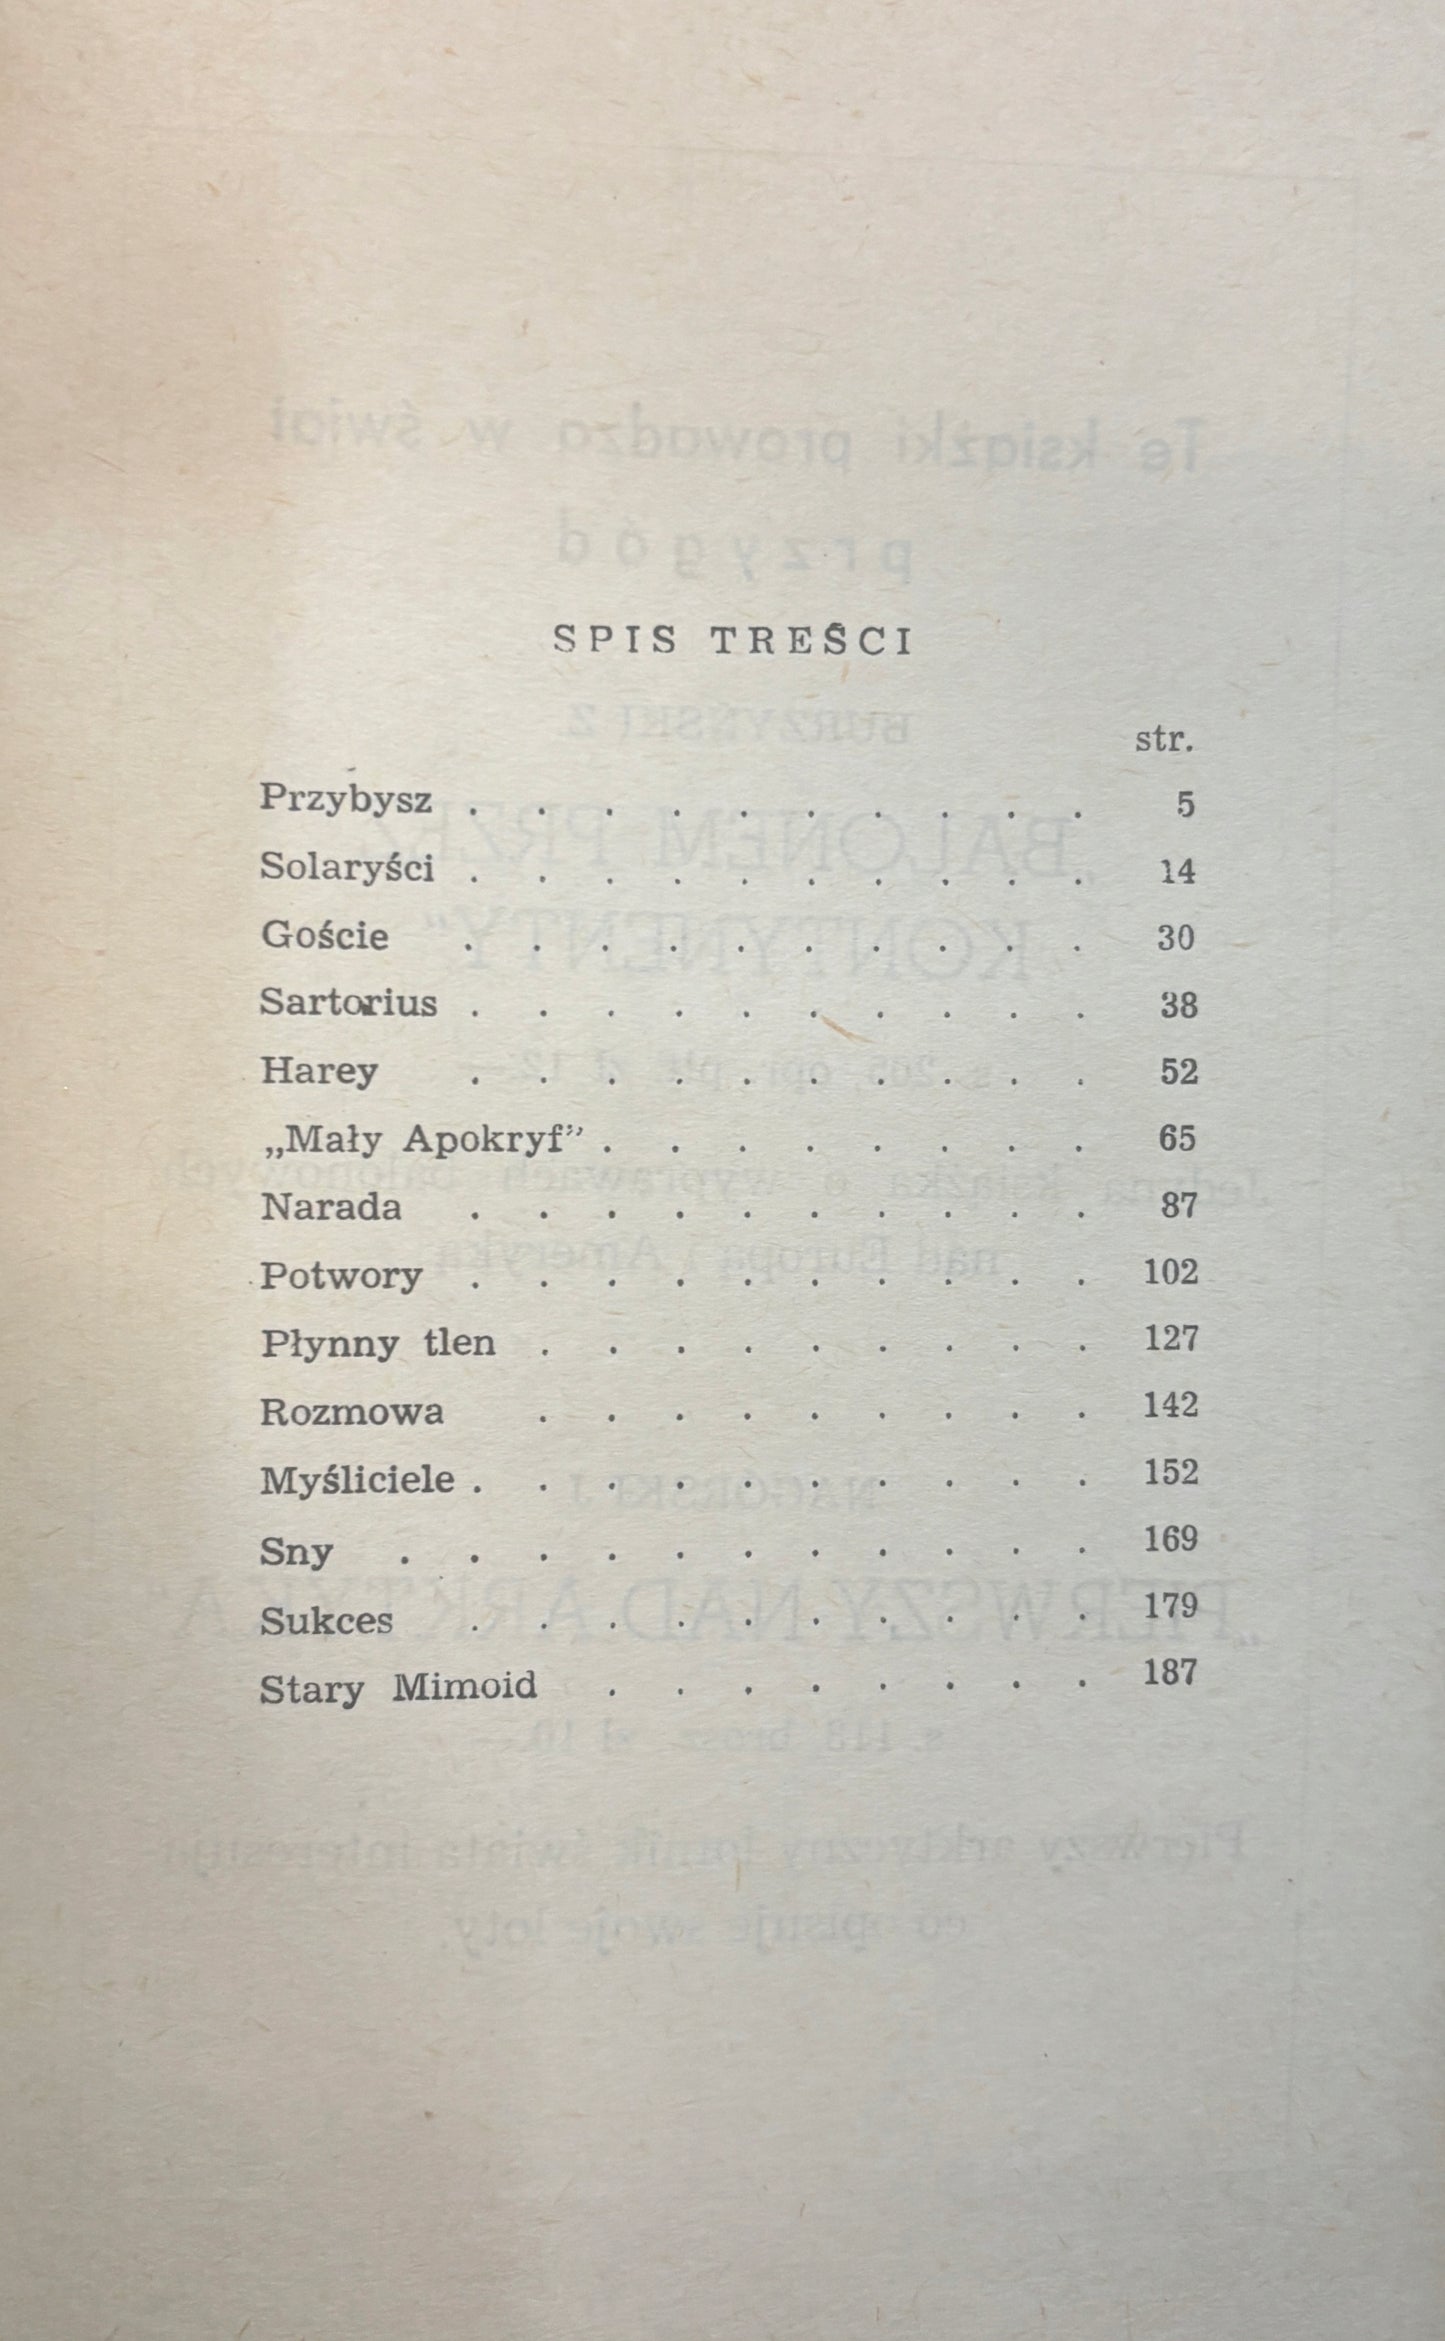 SPIS TREŚCI
str.
Przybysz . . . . . . . . . . 5
Solaryści . . . . . . . . . . 14
Goście . . . . . . . . . . 30
Sartorius . . . . . . . . . . 38
Harey . . . . . . . . . . 52
„Mały Apokryf” . . . . . . . . 65
Narada . . . . . . . . . . 87
Potwory . . . . . . . . . . 102
Płynny tlen . . . . . . . . . 127
Rozmowa . . . . . . . . . 142
Myśliciele . . . . . . . . . . 152
Sny . . . . . . . . . . . 169
Sukces . . . . . . . . . . 179
Stary Mimoid . . . . . . . . 187